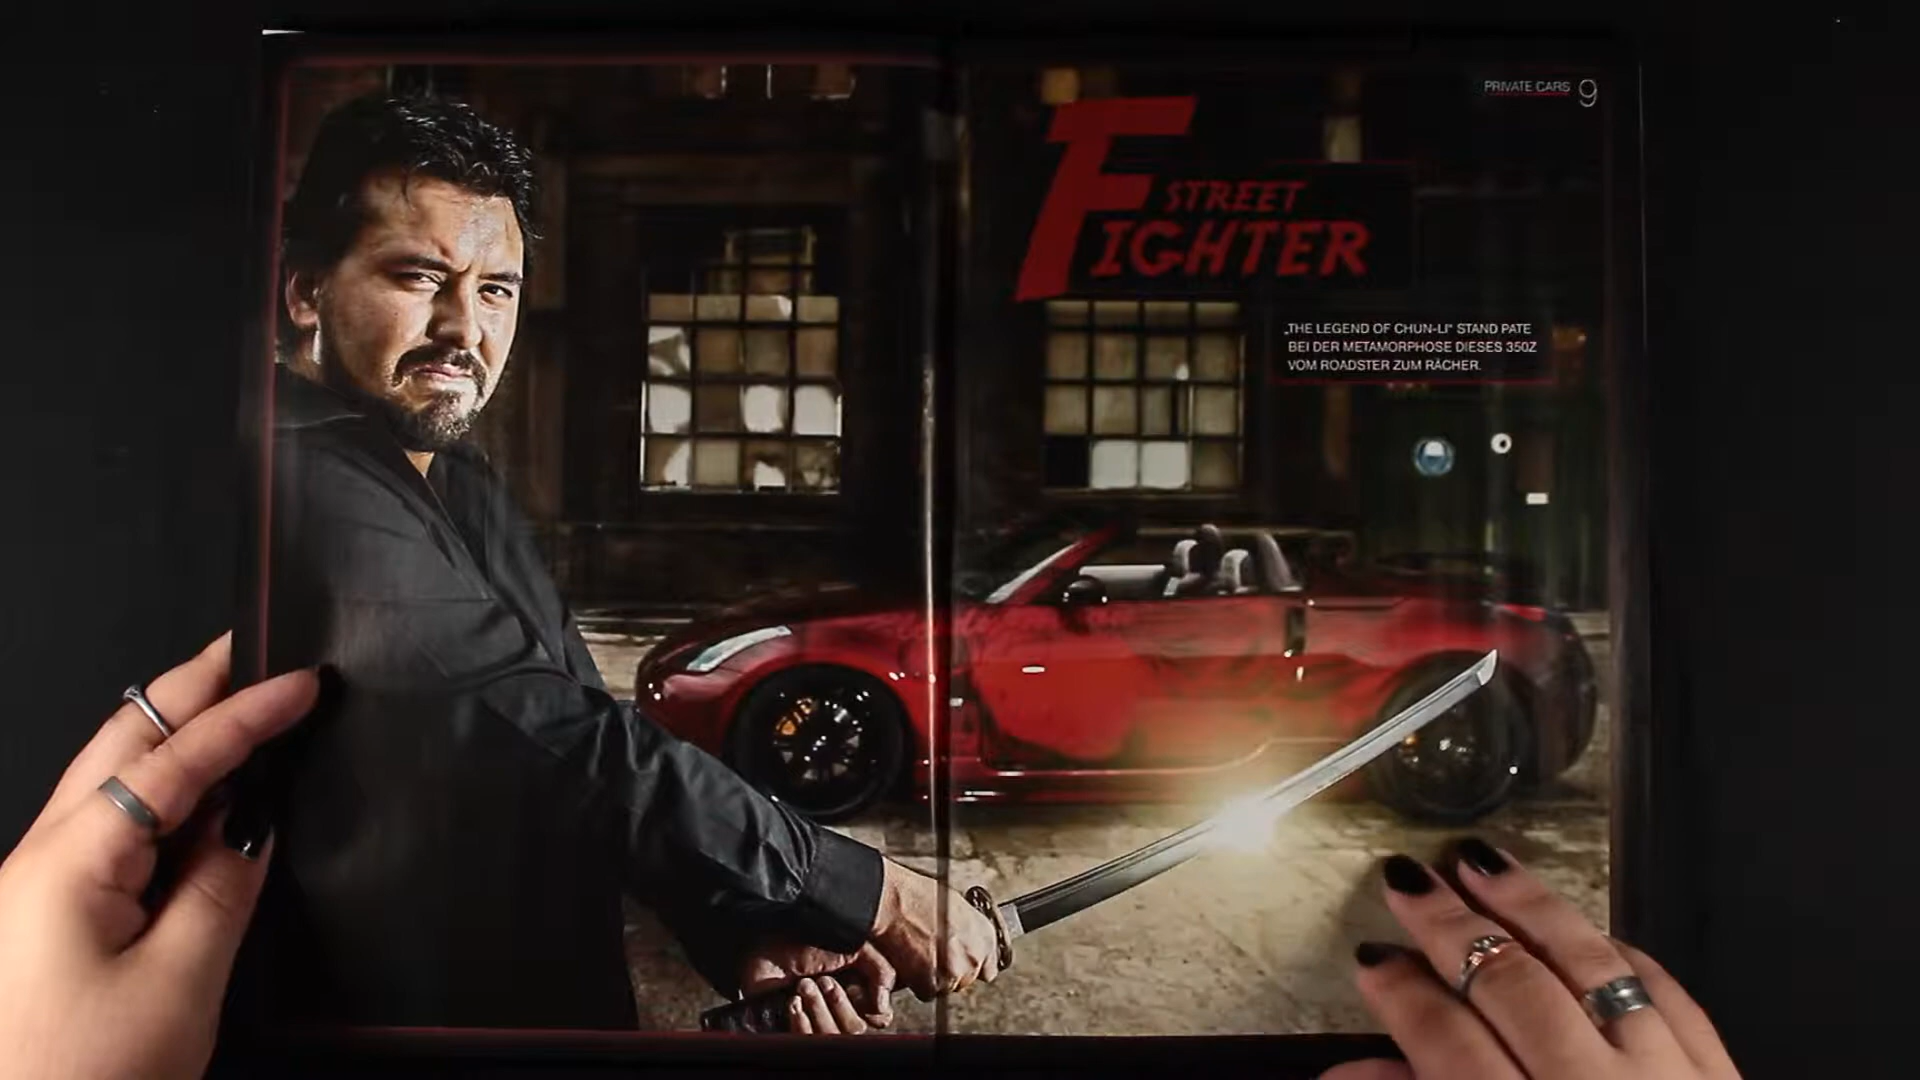 PRIVATE CARS 9
STREET
FIGHTER
„THE LEGEND OF CHUN-LI“ STAND PATE
BEI DER METAMORPHOSE DIESES 350Z
VOM ROADSTER ZUM RÄCHER.